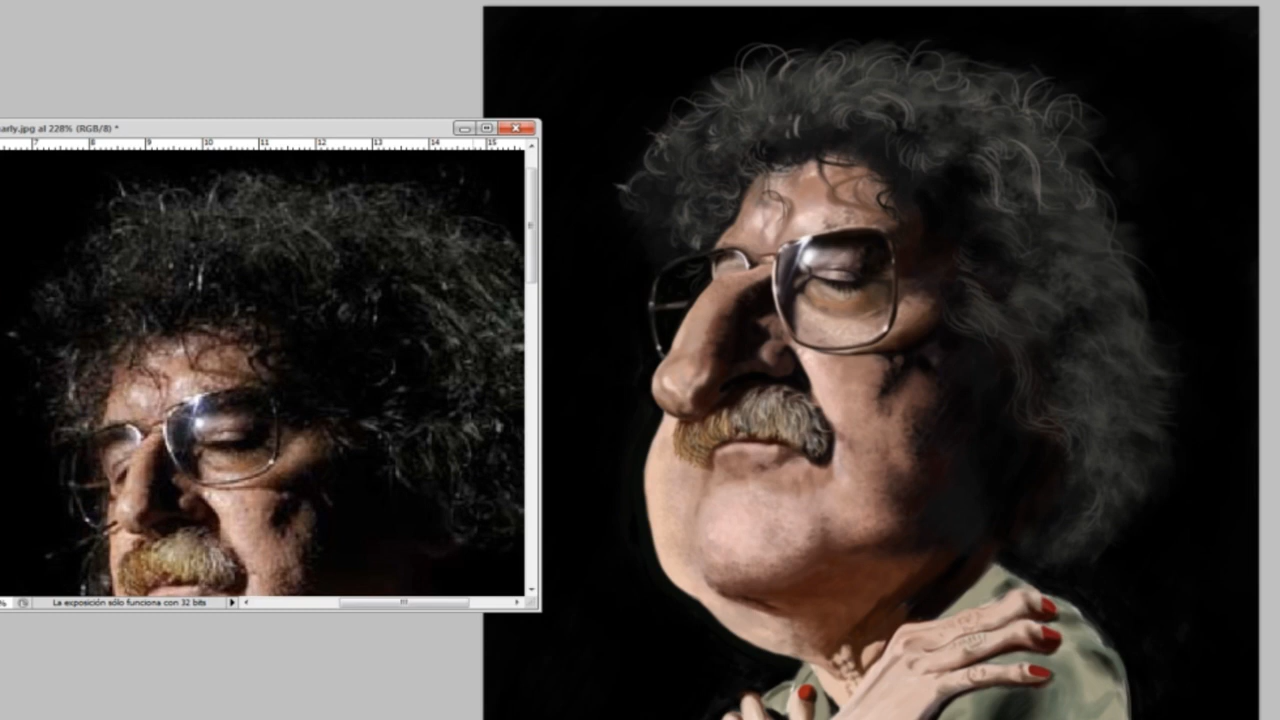 arly.jpg al 228% (RGB/8) *
7 8 9 10 11 12 13 14 15
% La exposición sólo funciona con 32 bits